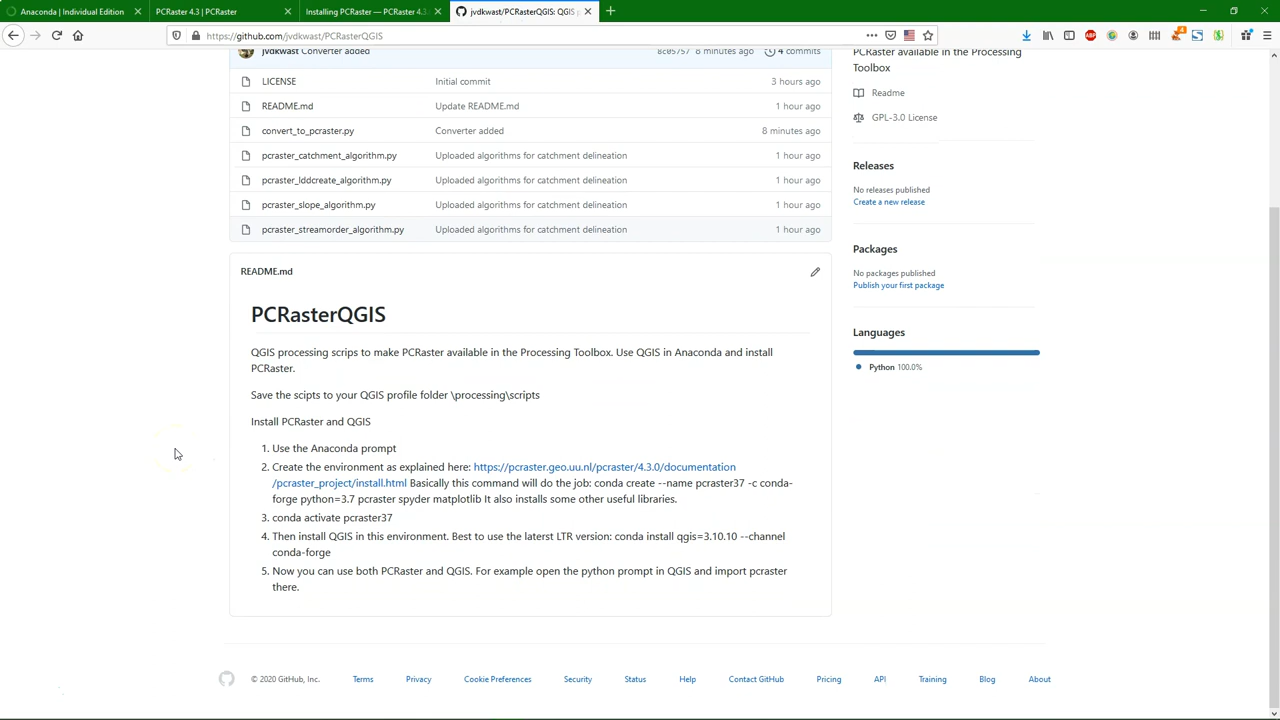 Anaconda | Individual Edition
PCRaster 4.3 | PCRaster
Installing PCRaster — PCRaster 4.3.
jvdkwast/PCRasterQGIS: QGIS p
https://github.com/jvdkwast/PCRasterQGIS
jvdkwast Converter added 8ce5757 8 minutes ago 4 commits
LICENSE Initial commit 3 hours ago
README.md Update README.md 1 hour ago
convert_to_pcraster.py Converter added 8 minutes ago
pcraster_catchment_algorithm.py Uploaded algorithms for catchment delineation 1 hour ago
pcraster_lddcreate_algorithm.py Uploaded algorithms for catchment delineation 1 hour ago
pcraster_slope_algorithm.py Uploaded algorithms for catchment delineation 1 hour ago
pcraster_streamorder_algorithm.py Uploaded algorithms for catchment delineation 1 hour ago
README.md
PCRasterQGIS
QGIS processing scrips to make PCRaster available in the Processing Toolbox. Use QGIS in Anaconda and install
PCRaster.
Save the scipts to your QGIS profile folder \processing\scripts
Install PCRaster and QGIS
1. Use the Anaconda prompt
2. Create the environment as explained here: https://pcraster.geo.uu.nl/pcraster/4.3.0/documentation
/pcraster_project/install.html Basically this command will do the job: conda create --name pcraster37 -c conda-
forge python=3.7 pcraster spyder matplotlib It also installs some other useful libraries.
3. conda activate pcraster37
4. Then install QGIS in this environment. Best to use the laterst LTR version: conda install qgis=3.10.10 --channel
conda-forge
5. Now you can use both PCRaster and QGIS. For example open the python prompt in QGIS and import pcraster
there.
PCRaster available in the Processing
Toolbox
Readme
GPL-3.0 License
Releases
No releases published
Create a new release
Packages
No packages published
Publish your first package
Languages
Python 100.0%
© 2020 GitHub, Inc. Terms Privacy Cookie Preferences Security Status Help Contact GitHub Pricing API Training Blog About